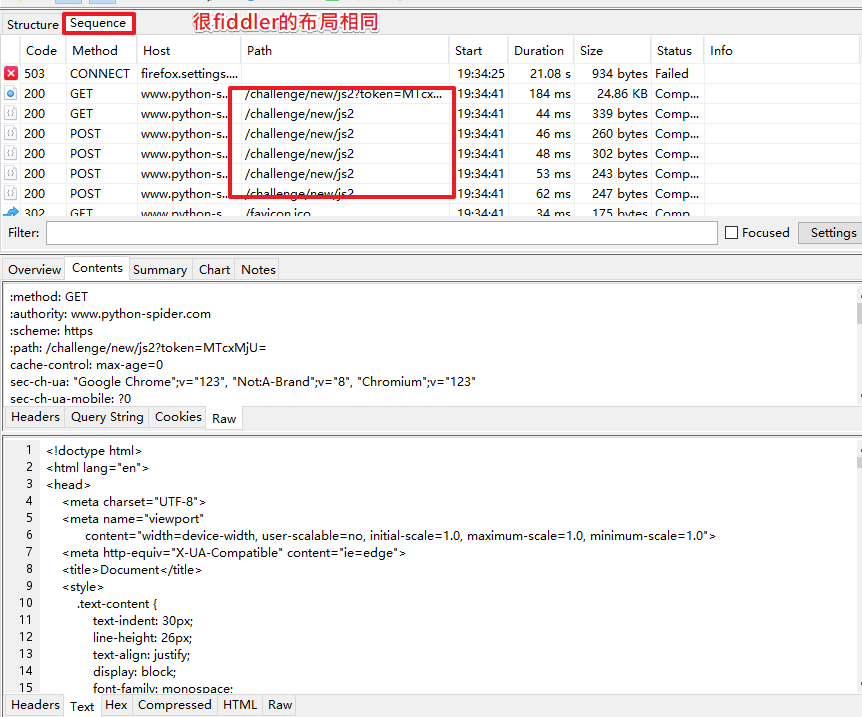 Structure Sequence 很fiddler的布局相同
Code Method Host Path Start Duration Size Status Info
503 CONNECT firefox.settings.... 19:34:25 21.08 s 934 bytes Failed
200 GET www.python-s... /challenge/new/js2?token=MTcx... 19:34:41 184 ms 24.86 KB Comp...
200 GET www.python-s... /challenge/new/js2 19:34:41 44 ms 339 bytes Comp...
200 POST www.python-s... /challenge/new/js2 19:34:41 46 ms 260 bytes Comp...
200 POST www.python-s... /challenge/new/js2 19:34:41 48 ms 302 bytes Comp...
200 POST www.python-s... /challenge/new/js2 19:34:41 53 ms 243 bytes Comp...
200 POST www.python-s... /challenge/new/js2 19:34:41 62 ms 247 bytes Comp...
302 GET www.python-s... /favicon.ico 19:34:41 34 ms 175 bytes Comp...
Filter: Focused Settings
Overview Contents Summary Chart Notes
:method: GET
:authority: www.python-spider.com
:scheme: https
:path: /challenge/new/js2?token=MTcxMjU=
cache-control: max-age=0
sec-ch-ua: "Google Chrome";v="123", "Not:A-Brand";v="8", "Chromium";v="123"
sec-ch-ua-mobile: ?0
Headers Query String Cookies Raw
1 <!doctype html>
2 <html lang="en">
3 <head>
4 <meta charset="UTF-8">
5 <meta name="viewport"
6 content="width=device-width, user-scalable=no, initial-scale=1.0, maximum-scale=1.0, minimum-scale=1.0">
7 <meta http-equiv="X-UA-Compatible" content="ie=edge">
8 <title>Document</title>
9 <style>
10 .text-content {
11 text-indent: 30px;
12 line-height: 26px;
13 text-align: justify;
14 display: block;
15 font-family: monospace;
Headers Text Hex Compressed HTML Raw